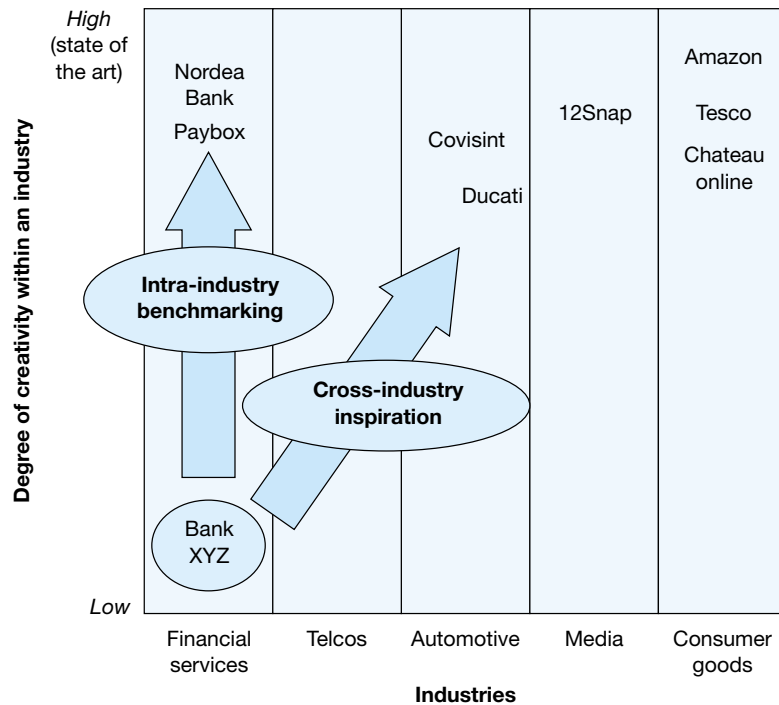 High
(state of
the art)
Degree of creativity within an industry
Low
Nordea
Bank
Paybox
Intra-industry
benchmarking
Bank
XYZ
Cross-industry
inspiration
Covisint
Ducati
12Snap
Amazon
Tesco
Chateau
online
Financial
services
Telcos
Automotive
Media
Consumer
goods
Industries